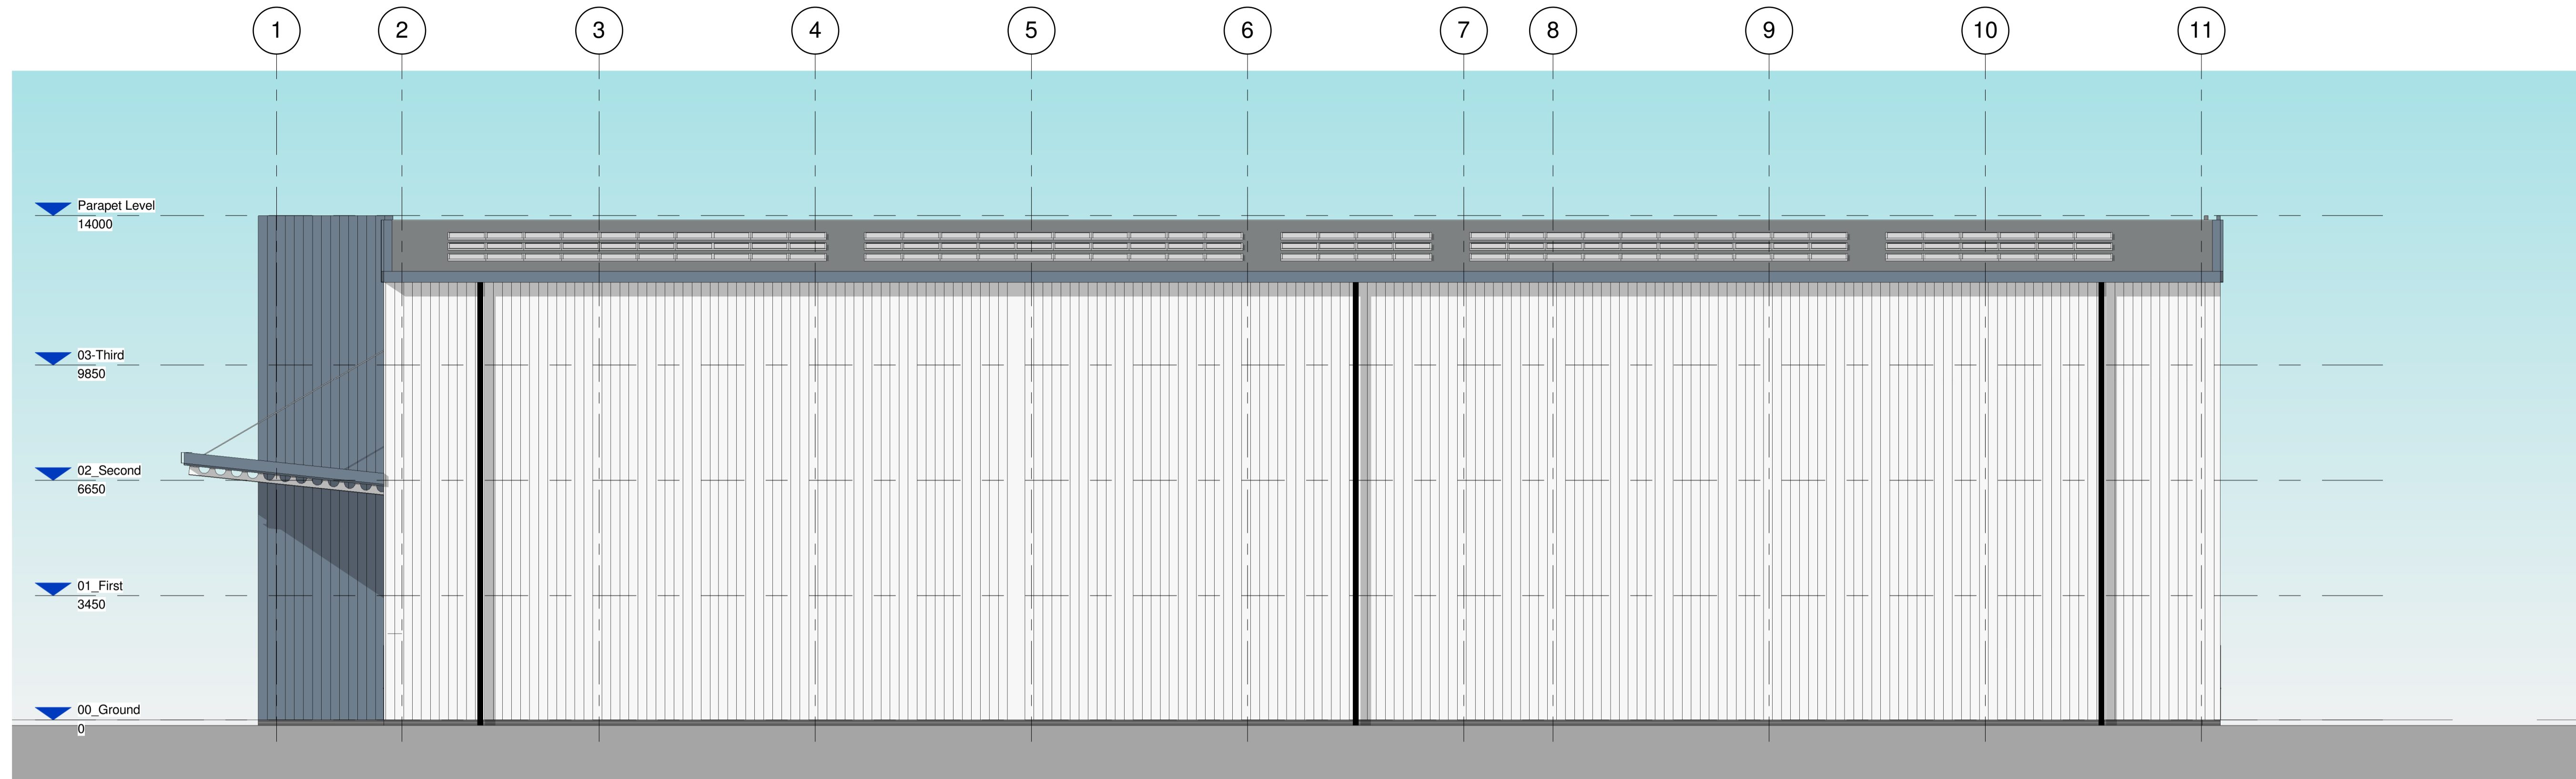 1 2 3 4 5 6 7 8 9 10 11
Parapet Level
14000
03-Third
9850
02_Second
6650
01_First
3450
00_Ground
0